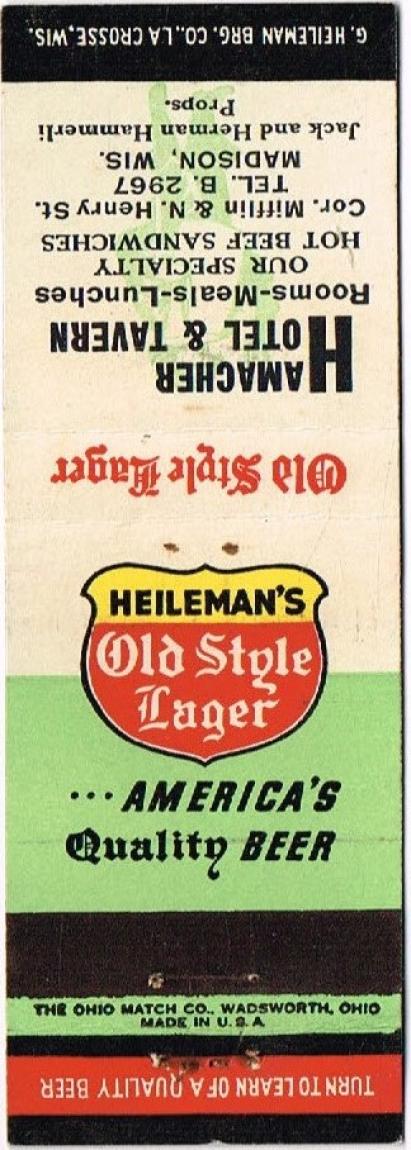 G. HEILEMAN BRG. CO., LA CROSSE, WIS.
HAMACHER
HOTEL & TAVERN
Rooms-Meals-Lunches
OUR SPECIALTY
HOT BEEF SANDWICHES
Cor. Mifflin & N. Henry St.
TEL. B. 2967
MADISON, WIS.
Jack and Herman Hammerli
Props.
Old Style Lager
HEILEMAN'S
Old Style
Lager
...AMERICA'S
Quality BEER
THE OHIO MATCH CO., WADSWORTH, OHIO
MADE IN U.S.A.
TURN TO LEARN OF A QUALITY BEER